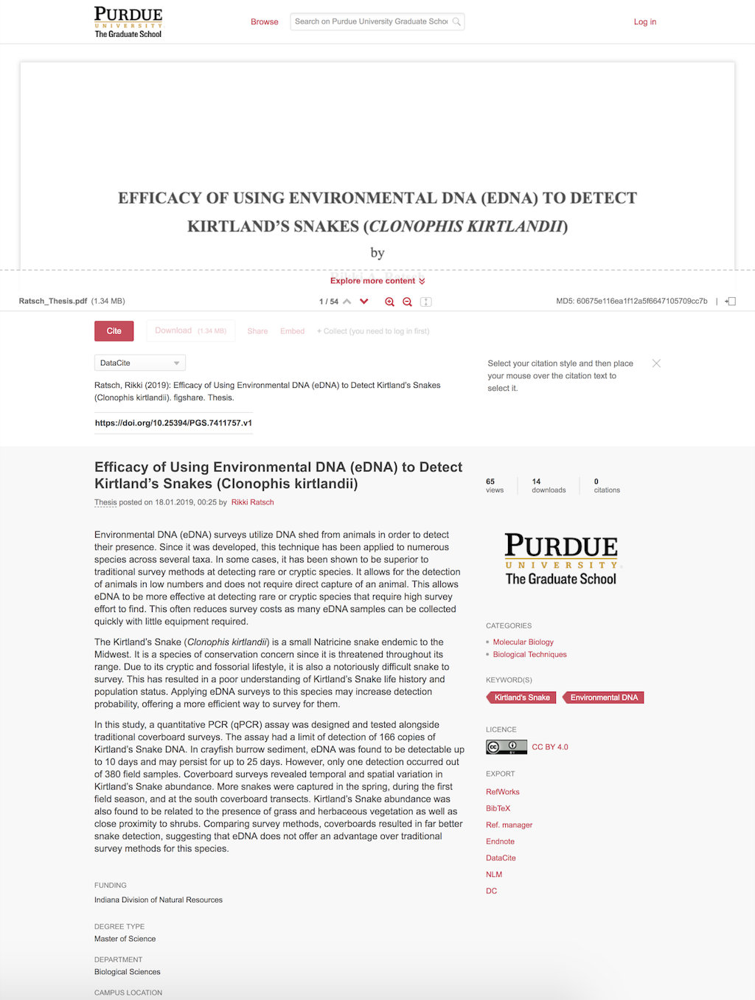 PURDUE
UNIVERSITY
The Graduate School
Browse
Search on Purdue University Graduate Schoo
Log in
EFFICACY OF USING ENVIRONMENTAL DNA (EDNA) TO DETECT
KIRTLAND’S SNAKES (CLONOPHIS KIRTLANDII)
by
Rikki A. Ratsch
Explore more content
Ratsch_Thesis.pdf (1.34 MB)
1 / 54
MD5: 60675e116ea1f12a5f6647105709cc7b
Cite
Download (1.34 MB)
Share
Embed
+ Collect (you need to log in first)
DataCite
Select your citation style and then place
your mouse over the citation text to
select it.
Ratsch, Rikki (2019): Efficacy of Using Environmental DNA (eDNA) to Detect Kirtland’s Snakes
(Clonophis kirtlandii). figshare. Thesis.
https://doi.org/10.25394/PGS.7411757.v1
Efficacy of Using Environmental DNA (eDNA) to Detect
Kirtland’s Snakes (Clonophis kirtlandii)
Thesis posted on 18.01.2019, 00:25 by Rikki Ratsch
65
views
14
downloads
0
citations
Environmental DNA (eDNA) surveys utilize DNA shed from animals in order to detect
their presence. Since it was developed, this technique has been applied to numerous
species across several taxa. In some cases, it has been shown to be superior to
traditional survey methods at detecting rare or cryptic species. It allows for the detection
of animals in low numbers and does not require direct capture of an animal. This allows
eDNA to be more effective at detecting rare or cryptic species that require high survey
effort to find. This often reduces survey costs as many eDNA samples can be collected
quickly with little equipment required.
The Kirtland’s Snake (Clonophis kirtlandii) is a small Natricine snake endemic to the
Midwest. It is a species of conservation concern since it is threatened throughout its
range. Due to its cryptic and fossorial lifestyle, it is also a notoriously difficult snake to
survey. This has resulted in a poor understanding of Kirtland’s Snake life history and
population status. Applying eDNA surveys to this species may increase detection
probability, offering a more efficient way to survey for them.
In this study, a quantitative PCR (qPCR) assay was designed and tested alongside
traditional coverboard surveys. The assay had a limit of detection of 166 copies of
Kirtland’s Snake DNA. In crayfish burrow sediment, eDNA was found to be detectable up
to 10 days and may persist for up to 25 days. However, only one detection occurred out
of 380 field samples. Coverboard surveys revealed temporal and spatial variation in
Kirtland’s Snake abundance. More snakes were captured in the spring, during the first
field season, and at the south coverboard transects. Kirtland’s Snake abundance was
also found to be related to the presence of grass and herbaceous vegetation as well as
close proximity to shrubs. Comparing survey methods, coverboards resulted in far better
snake detection, suggesting that eDNA does not offer an advantage over traditional
survey methods for this species.
FUNDING
Indiana Division of Natural Resources
DEGREE TYPE
Master of Science
DEPARTMENT
Biological Sciences
CAMPUS LOCATION
PURDUE
UNIVERSITY
The Graduate School
CATEGORIES
Molecular Biology
Biological Techniques
KEYWORD(S)
Kirtland's Snake
Environmental DNA
LICENCE
CC
BY
CC BY 4.0
EXPORT
RefWorks
BibTeX
Ref. manager
Endnote
DataCite
NLM
DC